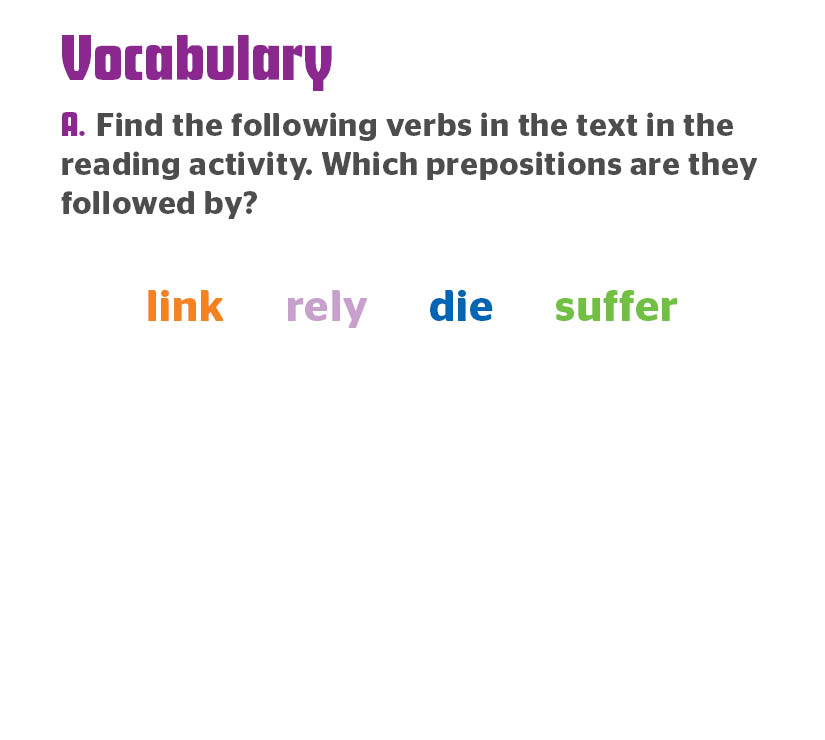 Vocabulary
A. Find the following verbs in the text in the
reading activity. Which prepositions are they
followed by?
link rely die suffer